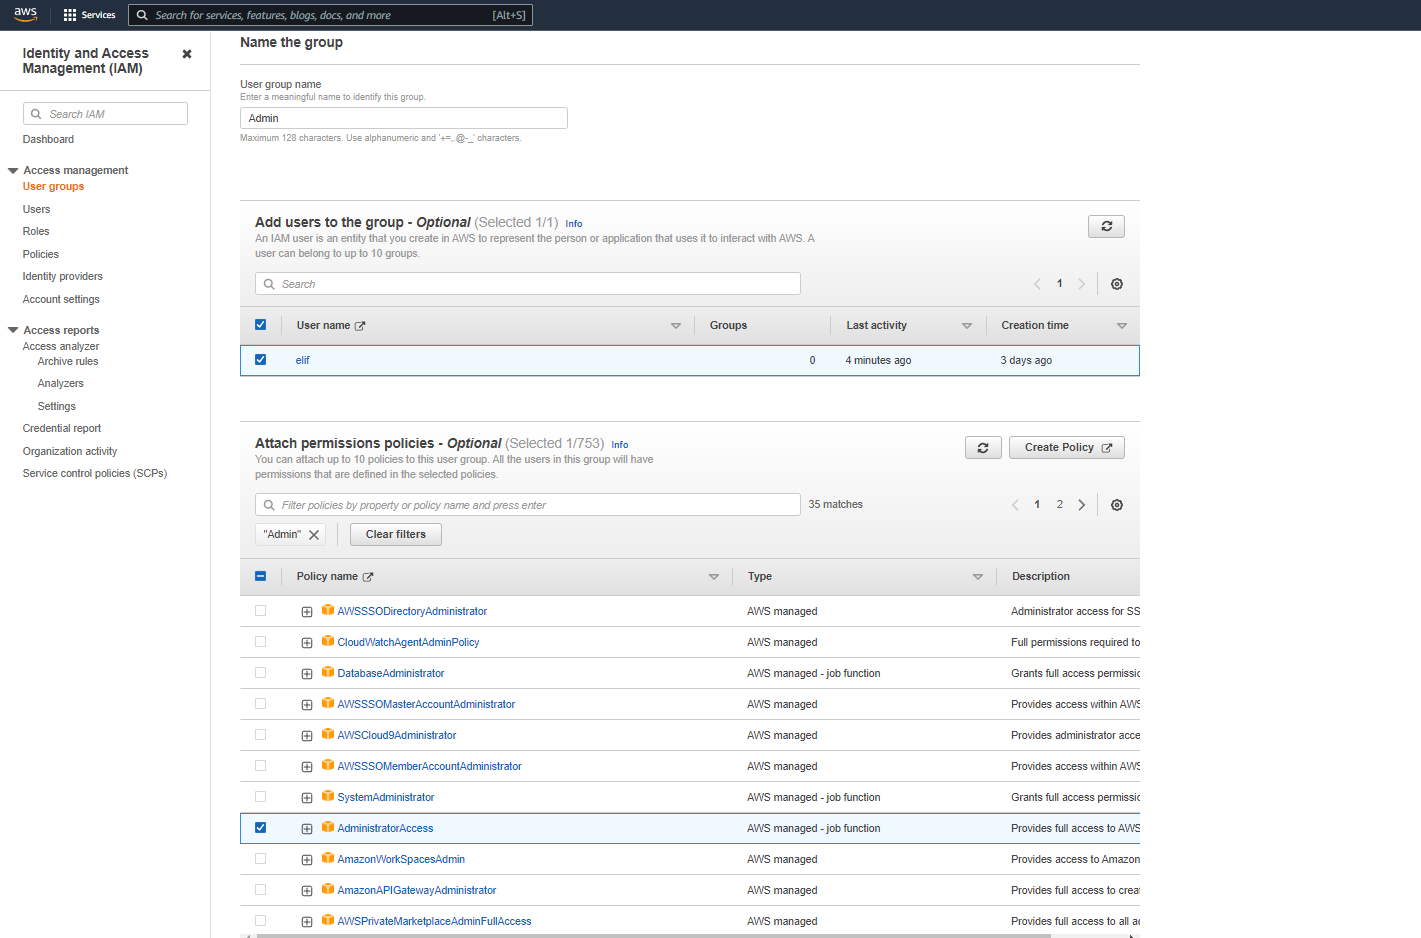 aws
Services
Search for services, features, blogs, docs, and more
[Alt+S]
Identity and Access
Management (IAM)
Search IAM
Dashboard
Access management
User groups
Users
Roles
Policies
Identity providers
Account settings
Access reports
Access analyzer
Archive rules
Analyzers
Settings
Credential report
Organization activity
Service control policies (SCPs)
Name the group
User group name
Enter a meaningful name to identify this group.
Admin
Maximum 128 characters. Use alphanumeric and '+=,.@-_' characters.
Add users to the group - Optional (Selected 1/1) Info
An IAM user is an entity that you create in AWS to represent the person or application that uses it to interact with AWS. A
user can belong to up to 10 groups.
Search
1
User name Groups Last activity Creation time
elif 0 4 minutes ago 3 days ago
Attach permissions policies - Optional (Selected 1/753) Info
You can attach up to 10 policies to this user group. All the users in this group will have
permissions that are defined in the selected policies.
Create Policy
Filter policies by property or policy name and press enter
35 matches
1 2
"Admin"
Clear filters
Policy name Type Description
AWSSSODirectoryAdministrator AWS managed Administrator access for SS
CloudWatchAgentAdminPolicy AWS managed Full permissions required to
DatabaseAdministrator AWS managed - job function Grants full access permissic
AWSSSOMasterAccountAdministrator AWS managed Provides access within AWS
AWSCloud9Administrator AWS managed Provides administrator acce
AWSSSOMemberAccountAdministrator AWS managed Provides access within AWS
SystemAdministrator AWS managed - job function Grants full access permissic
AdministratorAccess AWS managed - job function Provides full access to AWS
AmazonWorkSpacesAdmin AWS managed Provides access to Amazon
AmazonAPIGatewayAdministrator AWS managed Provides full access to crea
AWSPrivateMarketplaceAdminFullAccess AWS managed Provides full access to all ac